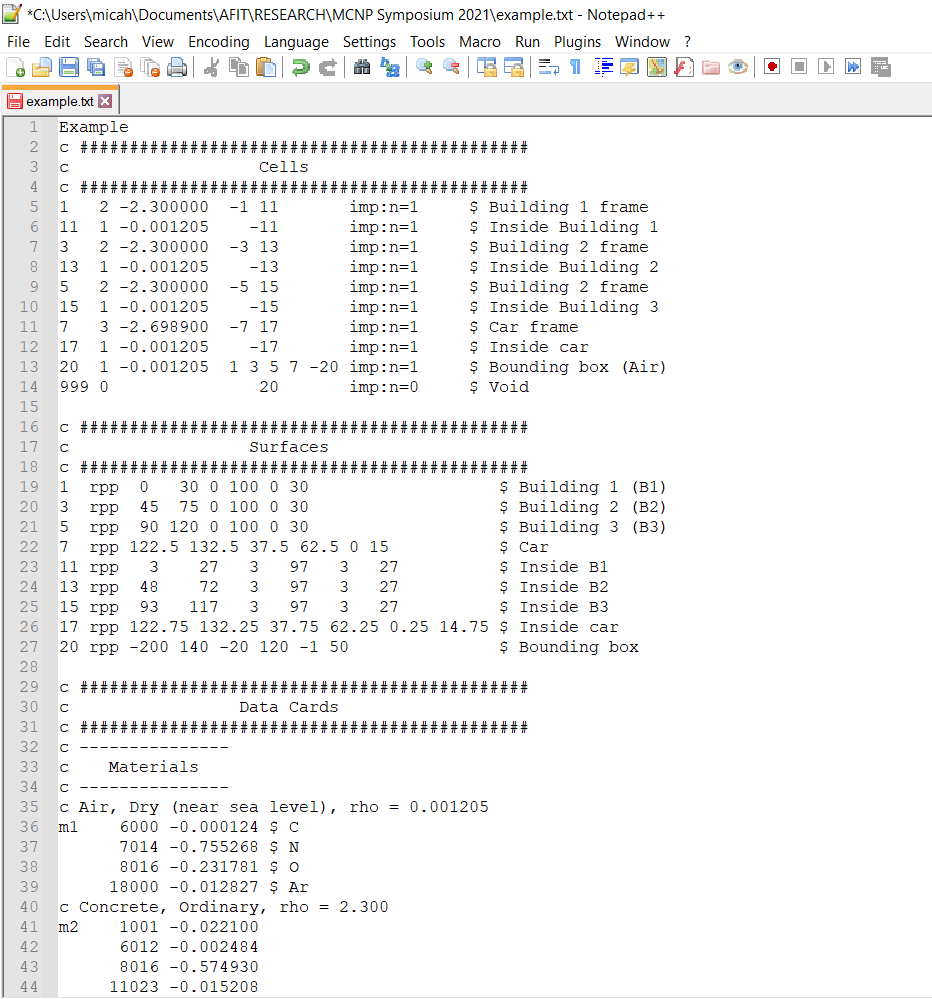 *C:\Users\micah\Documents\AFIT\RESEARCH\MCNP Symposium 2021\example.txt - Notepad++
File Edit Search View Encoding Language Settings Tools Macro Run Plugins Window ?
example.txt
1 Example
2 c #############################################
3 c                   Cells
4 c #############################################
5 1   2 -2.300000  -1 11       imp:n=1     $ Building 1 frame
6 11  1 -0.001205    -11       imp:n=1     $ Inside Building 1
7 3   2 -2.300000  -3 13       imp:n=1     $ Building 2 frame
8 13  1 -0.001205    -13       imp:n=1     $ Inside Building 2
9 5   2 -2.300000  -5 15       imp:n=1     $ Building 2 frame
10 15  1 -0.001205    -15       imp:n=1     $ Inside Building 3
11 7   3 -2.698900  -7 17       imp:n=1     $ Car frame
12 17  1 -0.001205    -17       imp:n=1     $ Inside car
13 20  1 -0.001205  1 3 5 7 -20 imp:n=1     $ Bounding box (Air)
14 999 0               20       imp:n=0     $ Void
15
16 c #############################################
17 c                  Surfaces
18 c #############################################
19 1  rpp  0   30 0 100 0 30                   $ Building 1 (B1)
20 3  rpp  45  75 0 100 0 30                   $ Building 2 (B2)
21 5  rpp  90 120 0 100 0 30                   $ Building 3 (B3)
22 7  rpp 122.5 132.5 37.5 62.5 0 15           $ Car
23 11 rpp   3    27   3   97   3   27          $ Inside B1
24 13 rpp  48    72   3   97   3   27          $ Inside B2
25 15 rpp  93   117   3   97   3   27          $ Inside B3
26 17 rpp 122.75 132.25 37.75 62.25 0.25 14.75 $ Inside car
27 20 rpp -200 140 -20 120 -1 50               $ Bounding box
28
29 c #############################################
30 c                 Data Cards
31 c #############################################
32 c ---------------
33 c    Materials
34 c ---------------
35 c Air, Dry (near sea level), rho = 0.001205
36 m1    6000 -0.000124 $ C
37       7014 -0.755268 $ N
38       8016 -0.231781 $ O
39      18000 -0.012827 $ Ar
40 c Concrete, Ordinary, rho = 2.300
41 m2    1001 -0.022100
42       6012 -0.002484
43       8016 -0.574930
44      11023 -0.015208